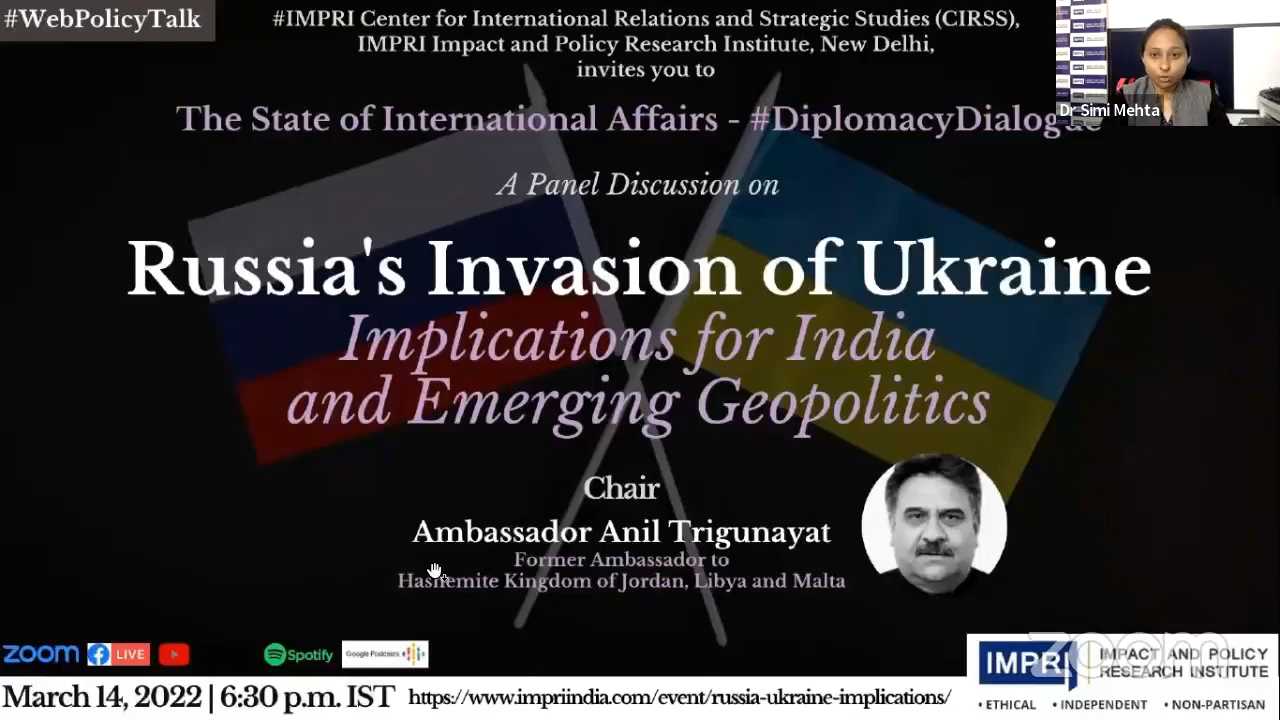 #WebPolicyTalk
#IMPRI Center for International Relations and Strategic Studies (CIRSS),
IMPRI Impact and Policy Research Institute, New Delhi,
invites you to
Dr Simi Mehta
The State of International Affairs - #DiplomacyDialogue
A Panel Discussion on
Russia's Invasion of Ukraine
Implications for India
and Emerging Geopolitics
Chair
Ambassador Anil Trigunayat
Former Ambassador to
Hashemite Kingdom of Jordan, Libya and Malta
zoom f LIVE Spotify Google Podcasts
zoom
IMPRI IMPACT AND POLICY
RESEARCH INSTITUTE
• ETHICAL • INDEPENDENT • NON-PARTISAN
March 14, 2022 | 6:30 p.m. IST https://www.impriindia.com/event/russia-ukraine-implications/